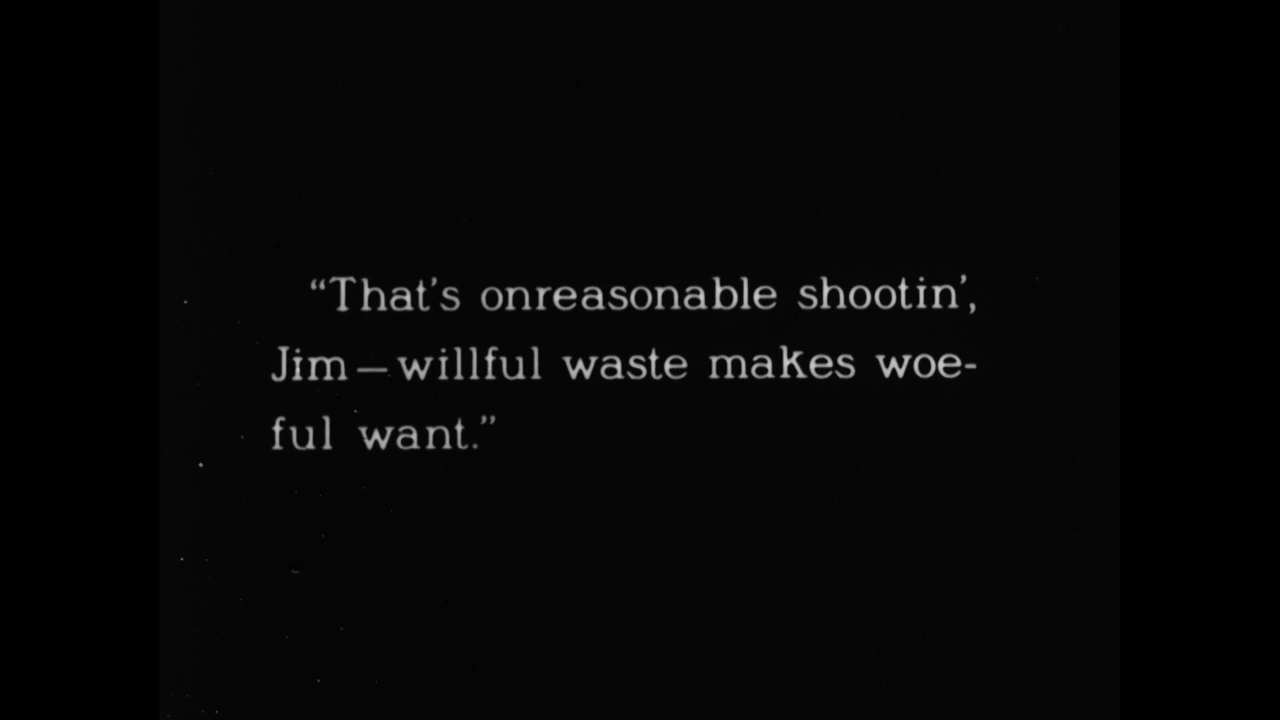 “That’s onreasonable shootin’,
Jim — willful waste makes woe-
ful want.”